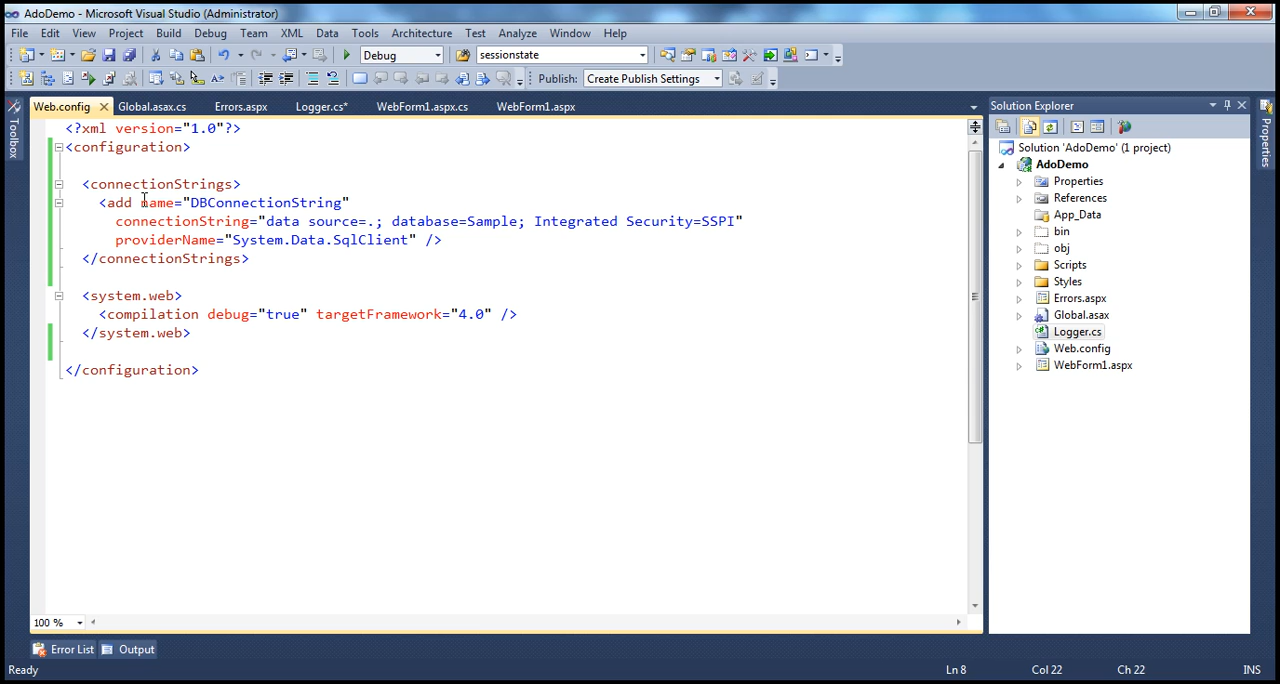 AdoDemo - Microsoft Visual Studio (Administrator)
File Edit View Project Build Debug Team XML Data Tools Architecture Test Analyze Window Help
Debug sessionstate
Publish: Create Publish Settings
Web.config Global.asax.cs Errors.aspx Logger.cs* WebForm1.aspx.cs WebForm1.aspx
Toolbox
<?xml version="1.0"?>
<configuration>
<connectionStrings>
<add name="DBConnectionString"
connectionString="data source=.; database=Sample; Integrated Security=SSPI"
providerName="System.Data.SqlClient" />
</connectionStrings>
<system.web>
<compilation debug="true" targetFramework="4.0" />
</system.web>
</configuration>
100 %
Solution Explorer
Solution 'AdoDemo' (1 project)
AdoDemo
Properties
References
App_Data
bin
obj
Scripts
Styles
Errors.aspx
Global.asax
Logger.cs
Web.config
WebForm1.aspx
Properties
Error List Output
Ready Ln 8 Col 22 Ch 22 INS